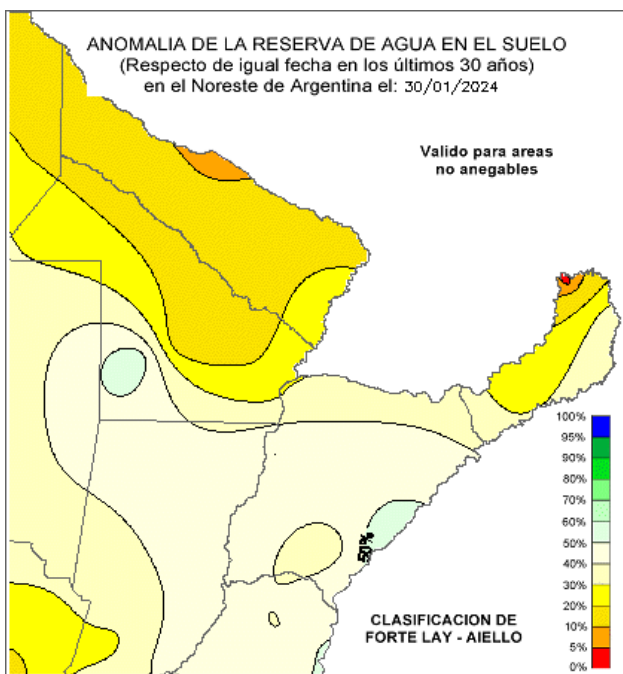 ANOMALIA DE LA RESERVA DE AGUA EN EL SUELO
(Respecto de igual fecha en los últimos 30 años)
en el Noreste de Argentina el: 30/01/2024
Valido para areas
no anegables
50%
100%
95%
90%
80%
70%
60%
50%
40%
30%
20%
10%
5%
0%
CLASIFICACION DE
FORTE LAY - AIELLO